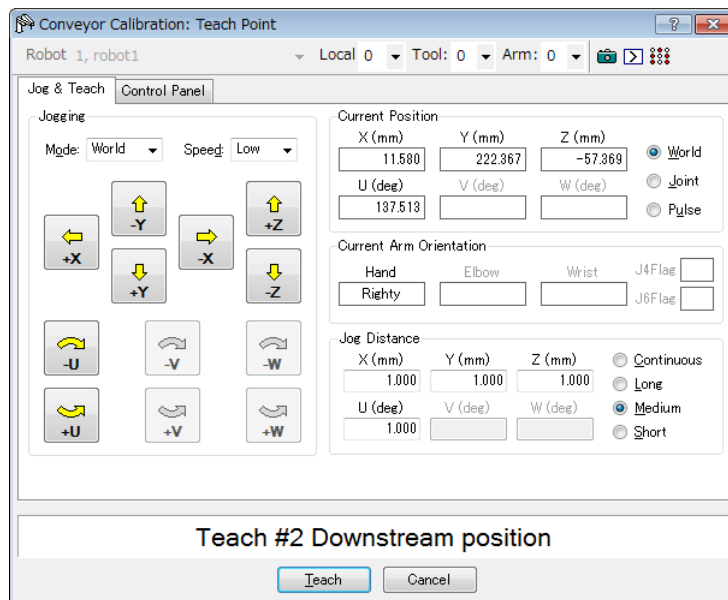 Conveyor Calibration: Teach Point
Robot 1, robot1 Local 0 Tool: 0 Arm: 0
Jog & Teach Control Panel
Jogging
Mode: World Speed: Low
-Y +Z
+X -X
+Y -Z
-U -V -W
+U +V +W
Current Position
X (mm) Y (mm) Z (mm)
11.580 222.367 -57.369
U (deg) V (deg) W (deg)
137.513
World
Joint
Pulse
Current Arm Orientation
Hand Elbow Wrist J4Flag
Righty J6Flag
Jog Distance
X (mm) Y (mm) Z (mm)
1.000 1.000 1.000
U (deg) V (deg) W (deg)
1.000
Continuous
Long
Medium
Short
Teach #2 Downstream position
Teach Cancel